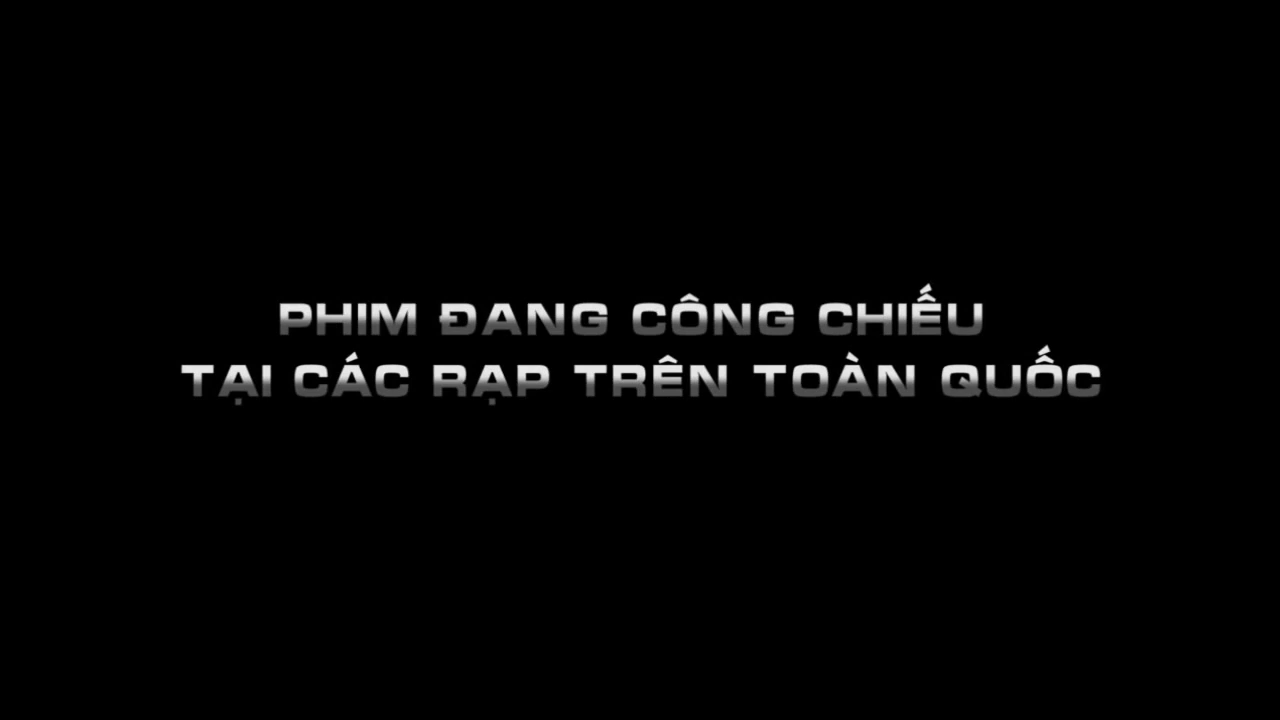 PHIM ĐANG CÔNG CHIẾU
TẠI CÁC RẠP TRÊN TOÀN QUỐC